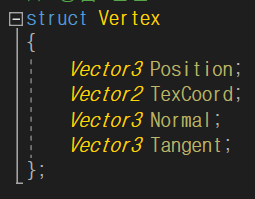 struct Vertex
{
Vector3 Position;
Vector2 TexCoord;
Vector3 Normal;
Vector3 Tangent;
};